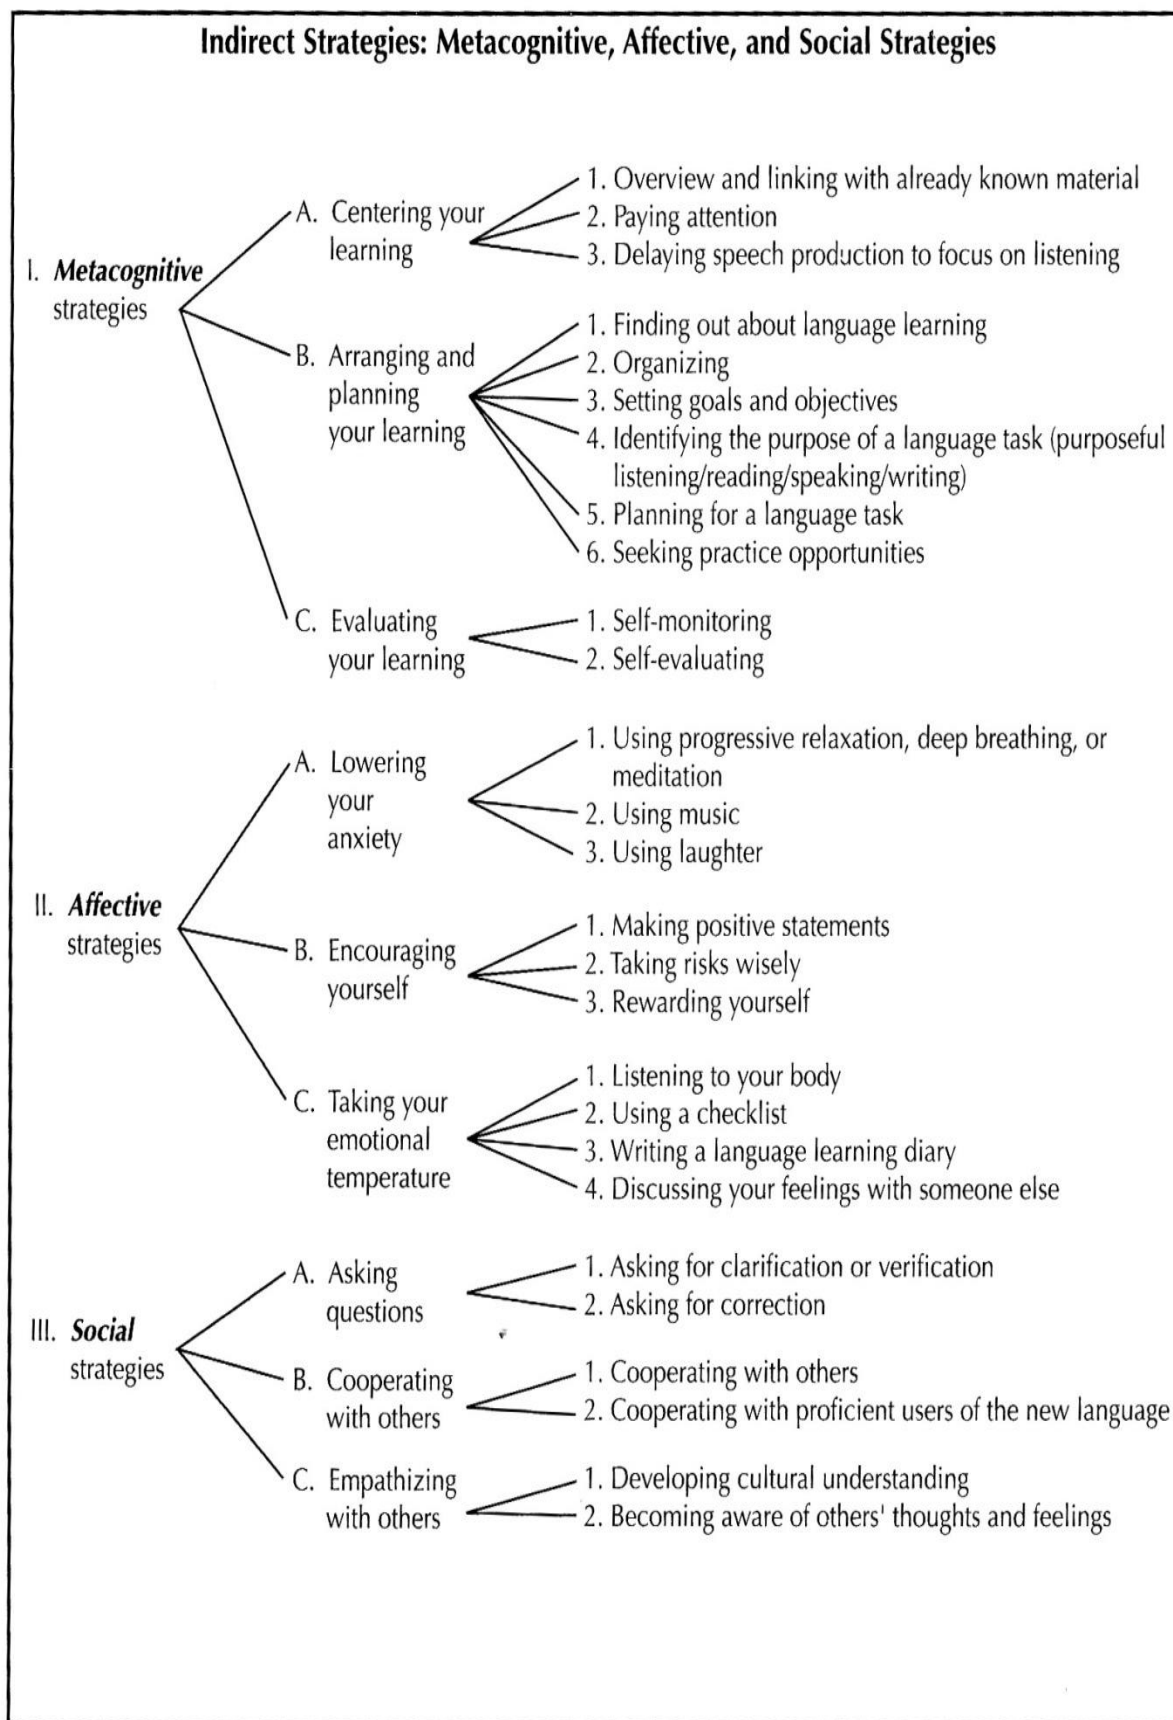 Indirect Strategies: Metacognitive, Affective, and Social Strategies
I. Metacognitive
strategies
A. Centering your
learning
1. Overview and linking with already known material
2. Paying attention
3. Delaying speech production to focus on listening
B. Arranging and
planning
your learning
1. Finding out about language learning
2. Organizing
3. Setting goals and objectives
4. Identifying the purpose of a language task (purposeful
listening/reading/speaking/writing)
5. Planning for a language task
6. Seeking practice opportunities
C. Evaluating
your learning
1. Self-monitoring
2. Self-evaluating
II. Affective
strategies
A. Lowering
your
anxiety
1. Using progressive relaxation, deep breathing, or
meditation
2. Using music
3. Using laughter
B. Encouraging
yourself
1. Making positive statements
2. Taking risks wisely
3. Rewarding yourself
C. Taking your
emotional
temperature
1. Listening to your body
2. Using a checklist
3. Writing a language learning diary
4. Discussing your feelings with someone else
III. Social
strategies
A. Asking
questions
1. Asking for clarification or verification
2. Asking for correction
B. Cooperating
with others
1. Cooperating with others
2. Cooperating with proficient users of the new language
C. Empathizing
with others
1. Developing cultural understanding
2. Becoming aware of others' thoughts and feelings